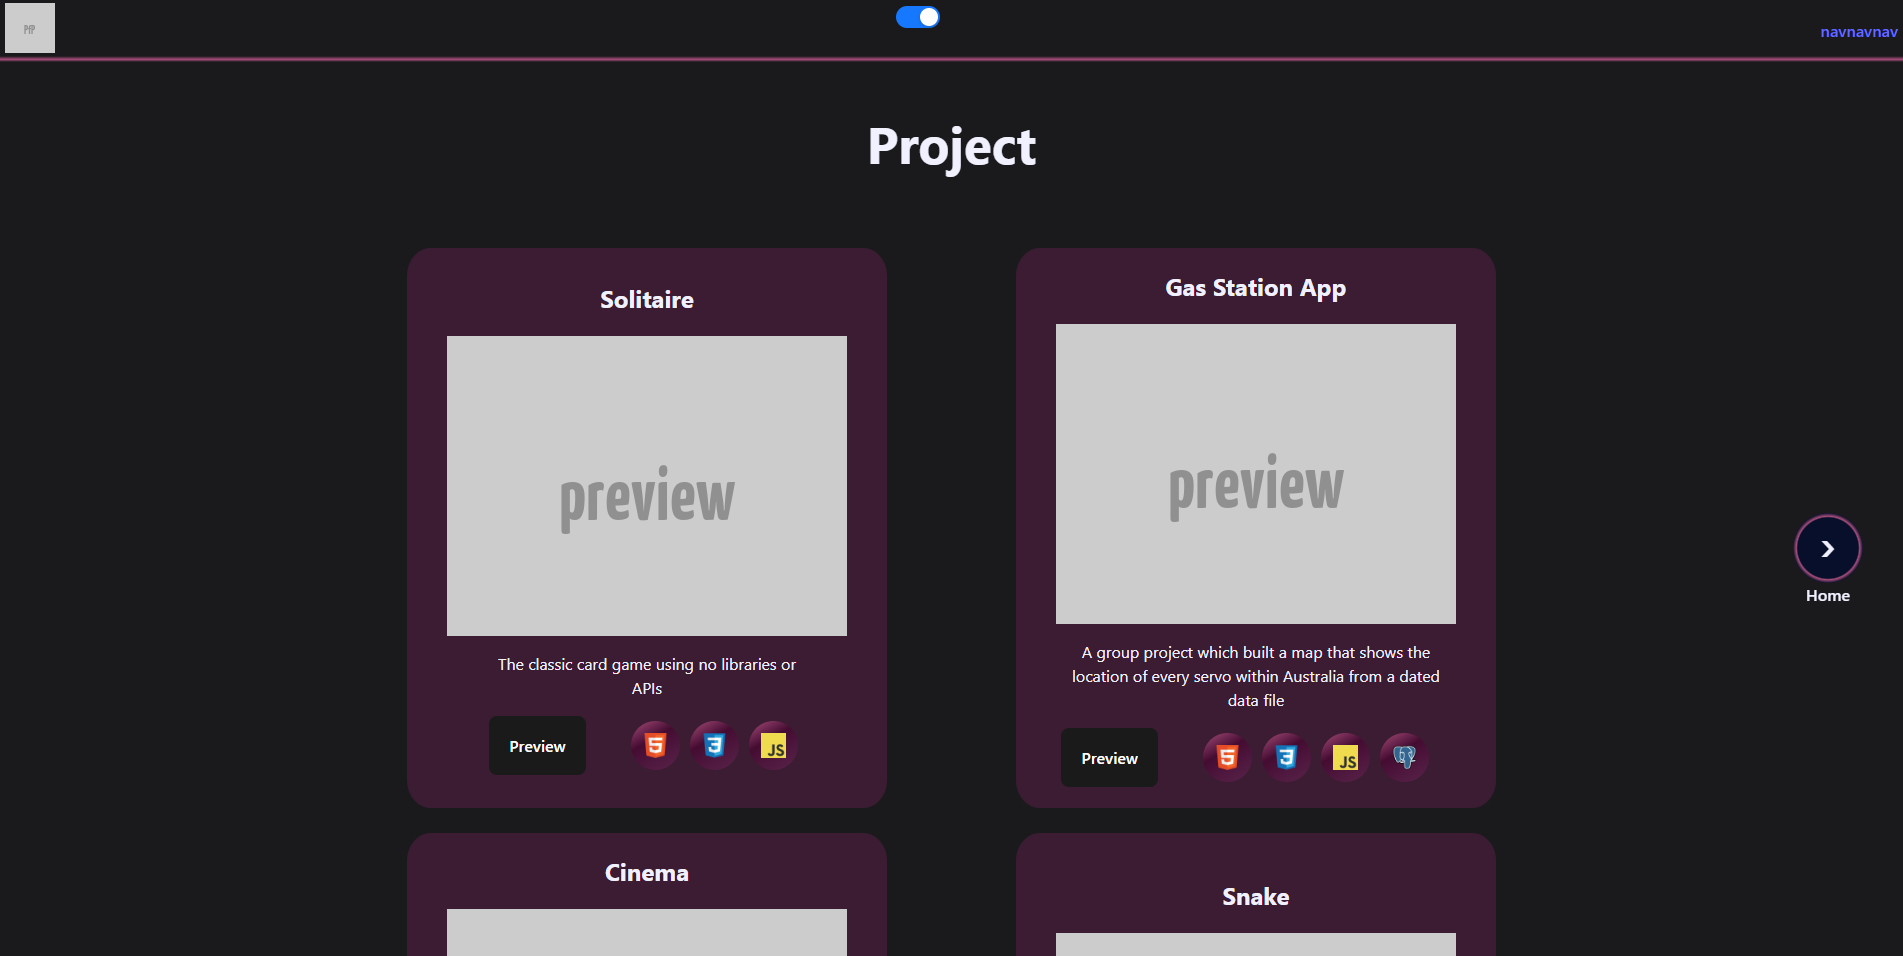 PfP
navnavnav
Project
Solitaire
preview
The classic card game using no libraries or
APIs
Preview
5
3
JS
Gas Station App
preview
A group project which built a map that shows the
location of every servo within Australia from a dated
data file
Preview
5
3
JS
Home
Cinema
Snake